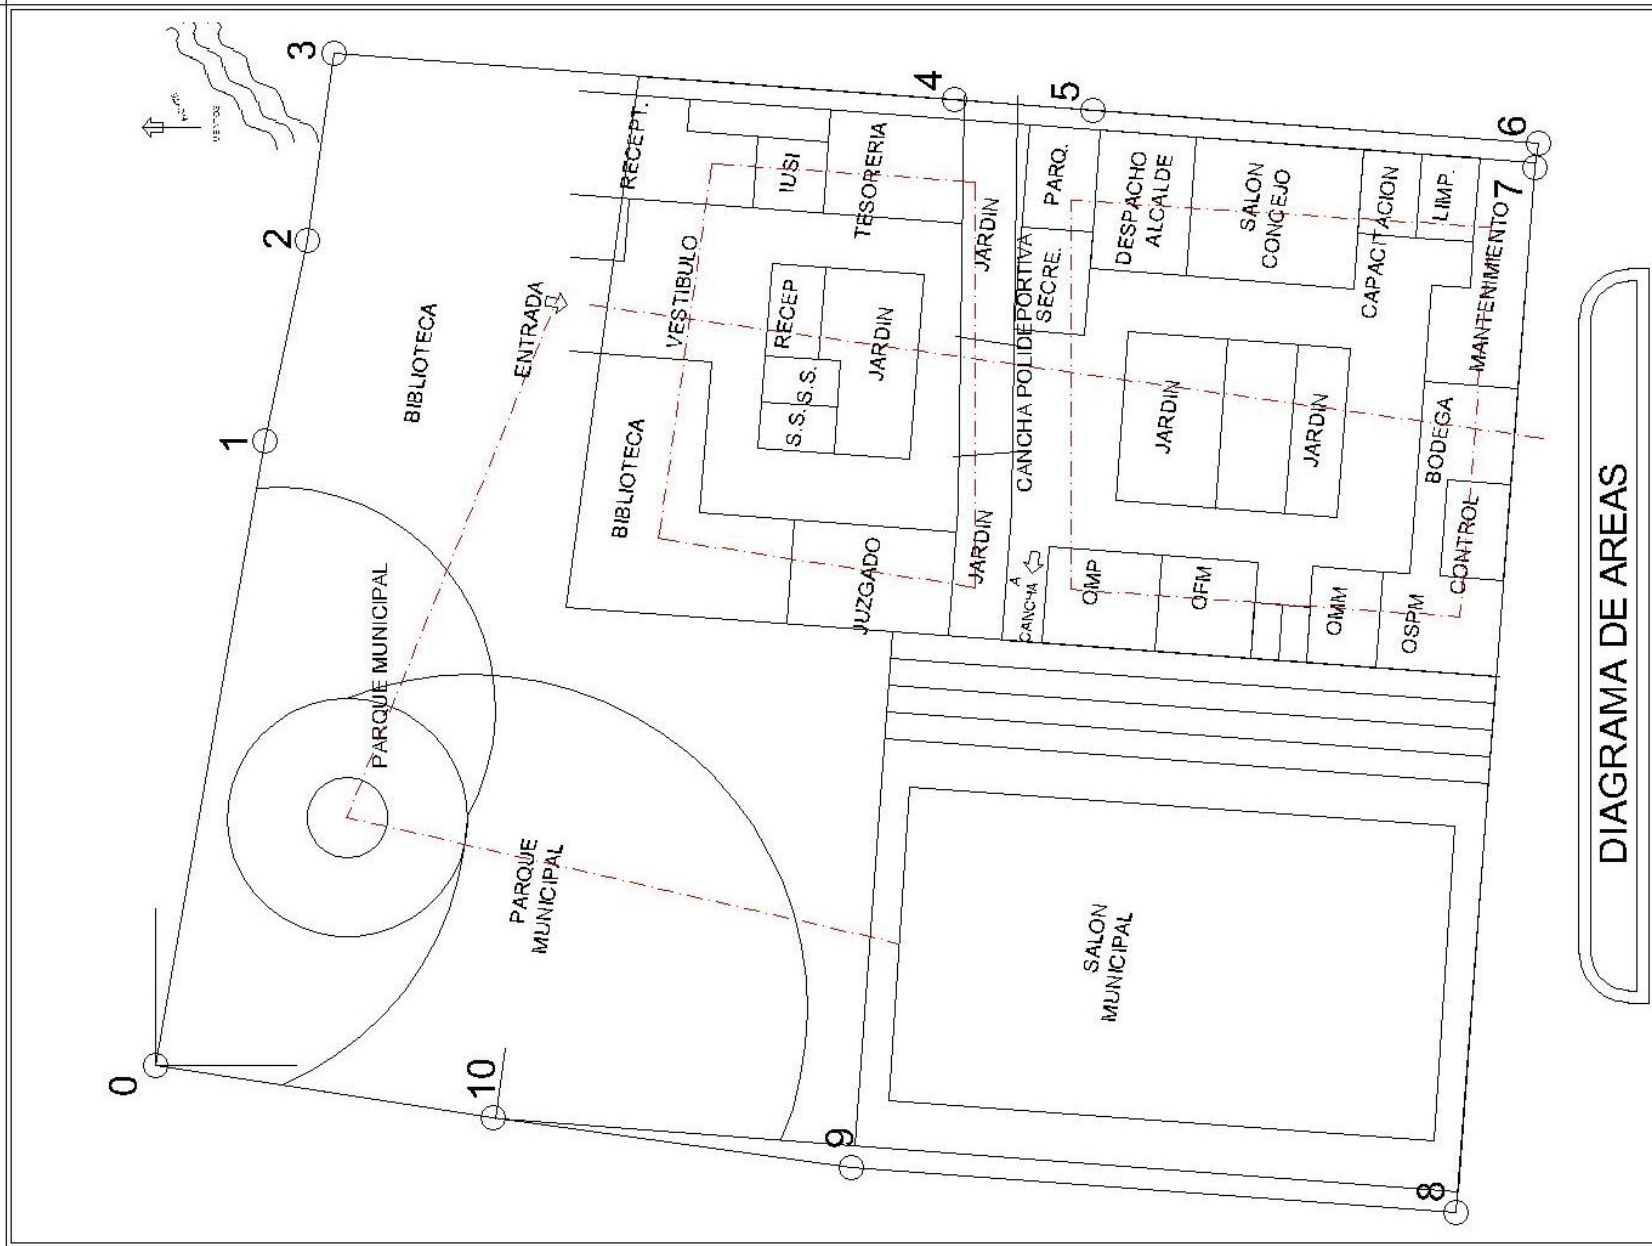 0
1
2
3
4
5
6
7
8
9
10
BIBLIOTECA
ENTRADA
PARQUE MUNICIPAL
PARQUE
MUNICIPAL
RECEPT.
IUSI
TESORERIA
VESTIBULO
RECEP
S.S.
S.S.
JARDIN
BIBLIOTECA
JUZGADO
JARDIN
JARDIN
CANCHA POLIDEPORTIVA
A
CANCHA
PARQ.
SECRE.
DESPACHO
ALCALDE
SALON
CONCEJO
CAPACITACION
LIMP.
MANTENIMIENTO
JARDIN
JARDIN
BODEGA
CONTROL
OMP
OFM
OMM
OSPM
SALON
MUNICIPAL
DIAGRAMA DE AREAS